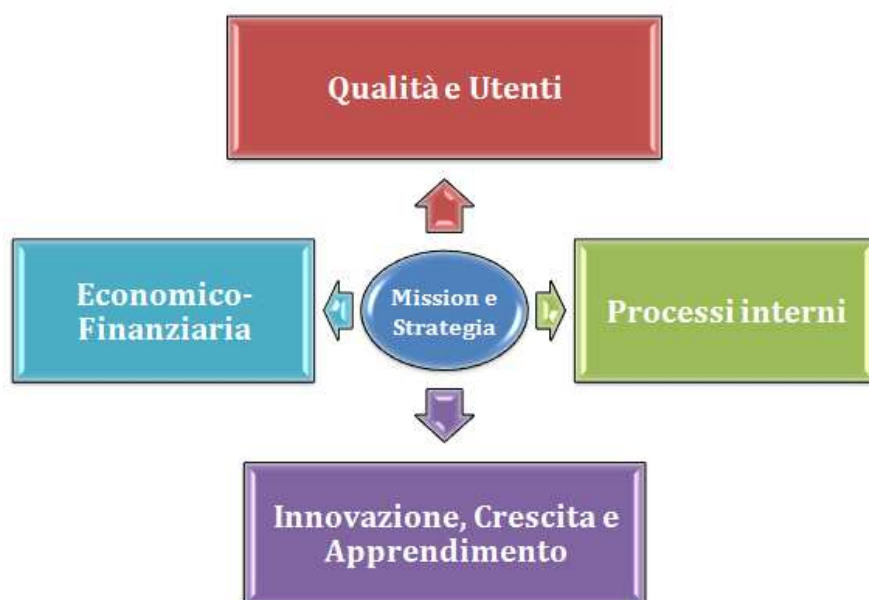 Qualità e Utenti
Economico-
Finanziaria
Mission e
Strategia
Processi interni
Innovazione, Crescita e
Apprendimento